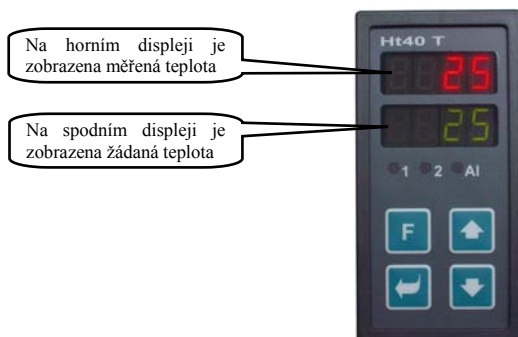 Na horním displeji je
zobrazena měřená teplota
Na spodním displeji je
zobrazena žádaná teplota
Ht40 T
25
25
1 2 Al
F